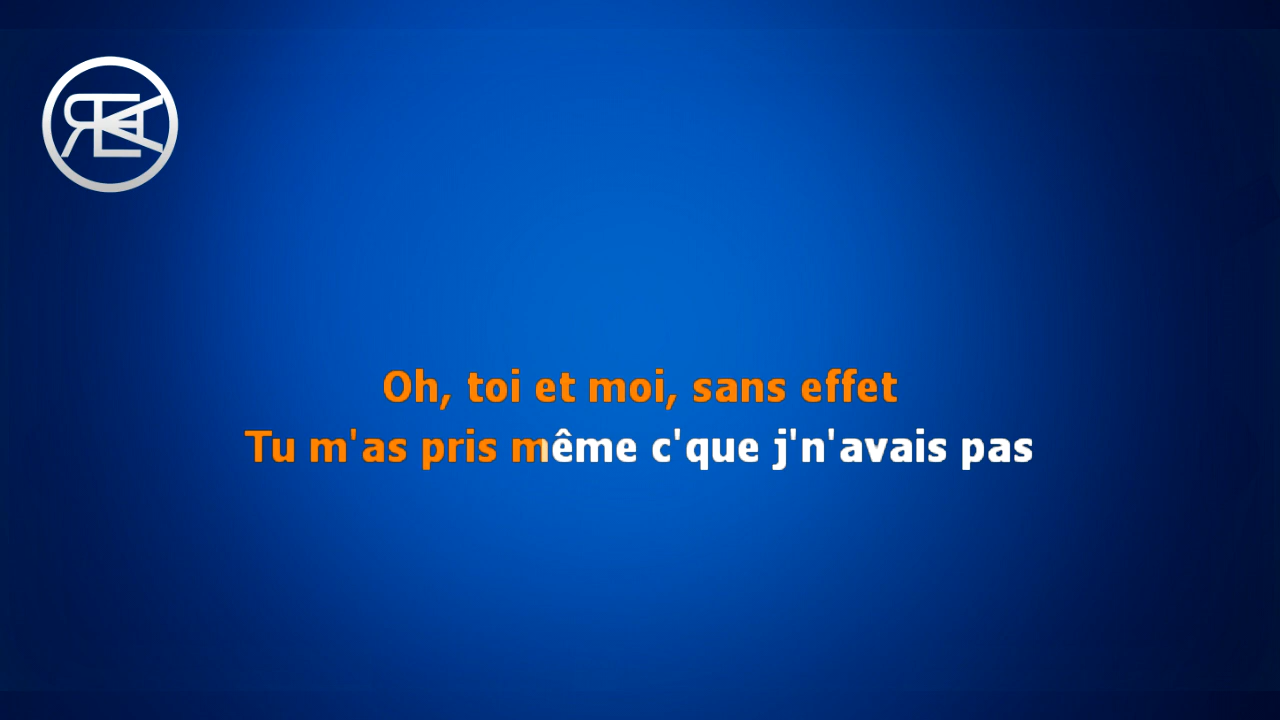 Oh, toi et moi, sans effet
Tu m'as pris même c'que j'n'avais pas